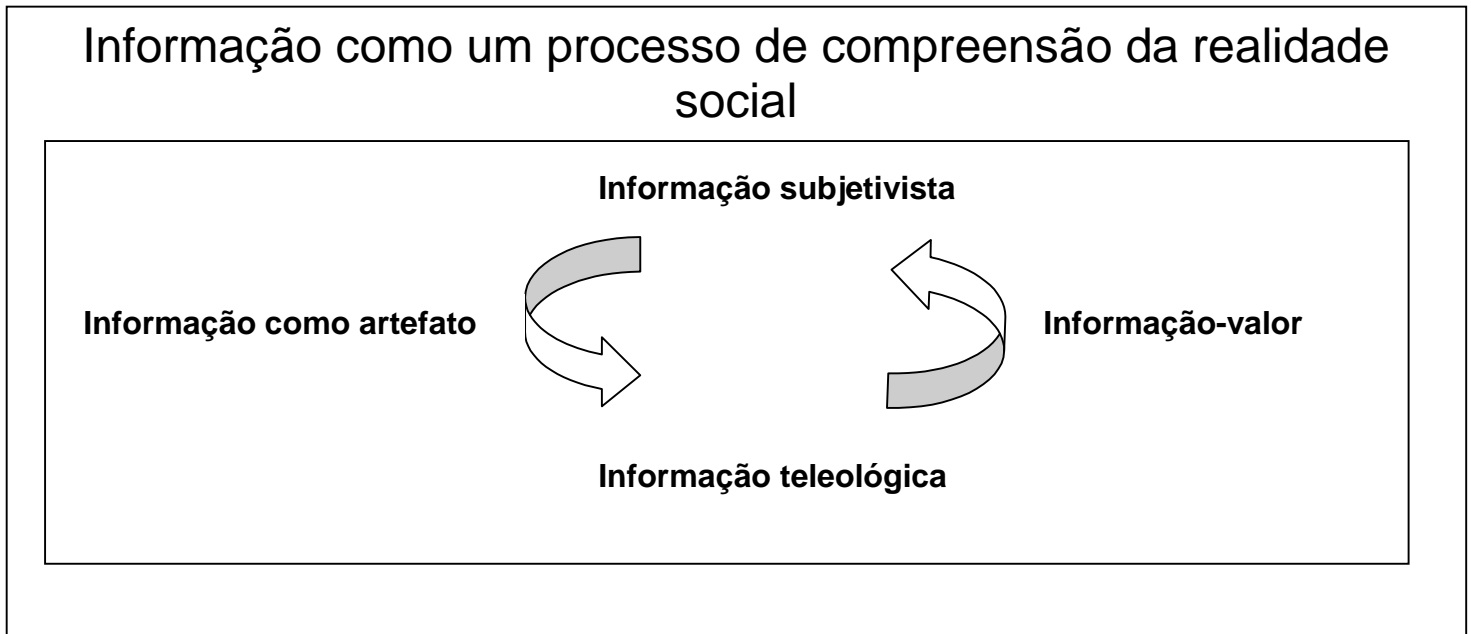 Informação como um processo de compreensão da realidade
social
Informação subjetivista
Informação como artefato
Informação-valor
Informação teleológica